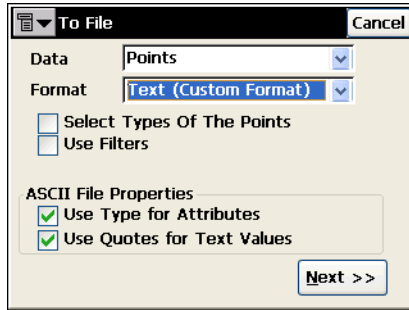 To File Cancel
Data Points
Format Text (Custom Format)
Select Types Of The Points
Use Filters
ASCII File Properties
Use Type for Attributes
Use Quotes for Text Values
Next >>